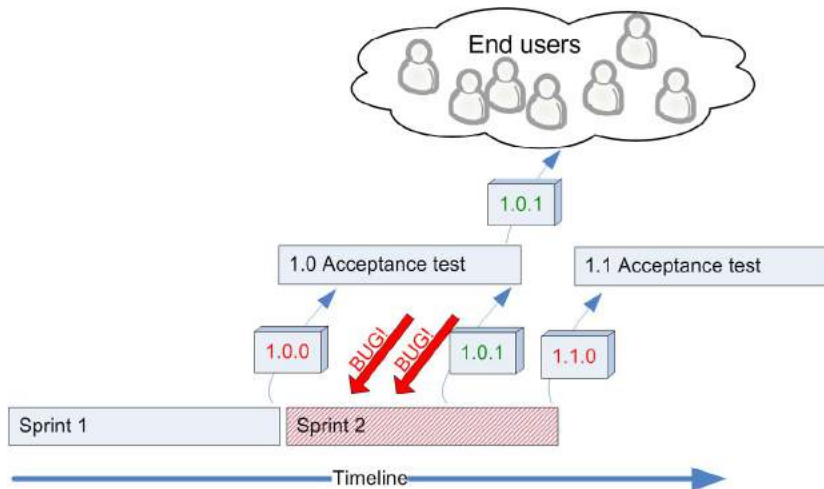 End users
1.0.1
1.0 Acceptance test
1.1 Acceptance test
1.0.0
BUG!
BUG!
1.0.1
1.1.0
Sprint 1
Sprint 2
Timeline